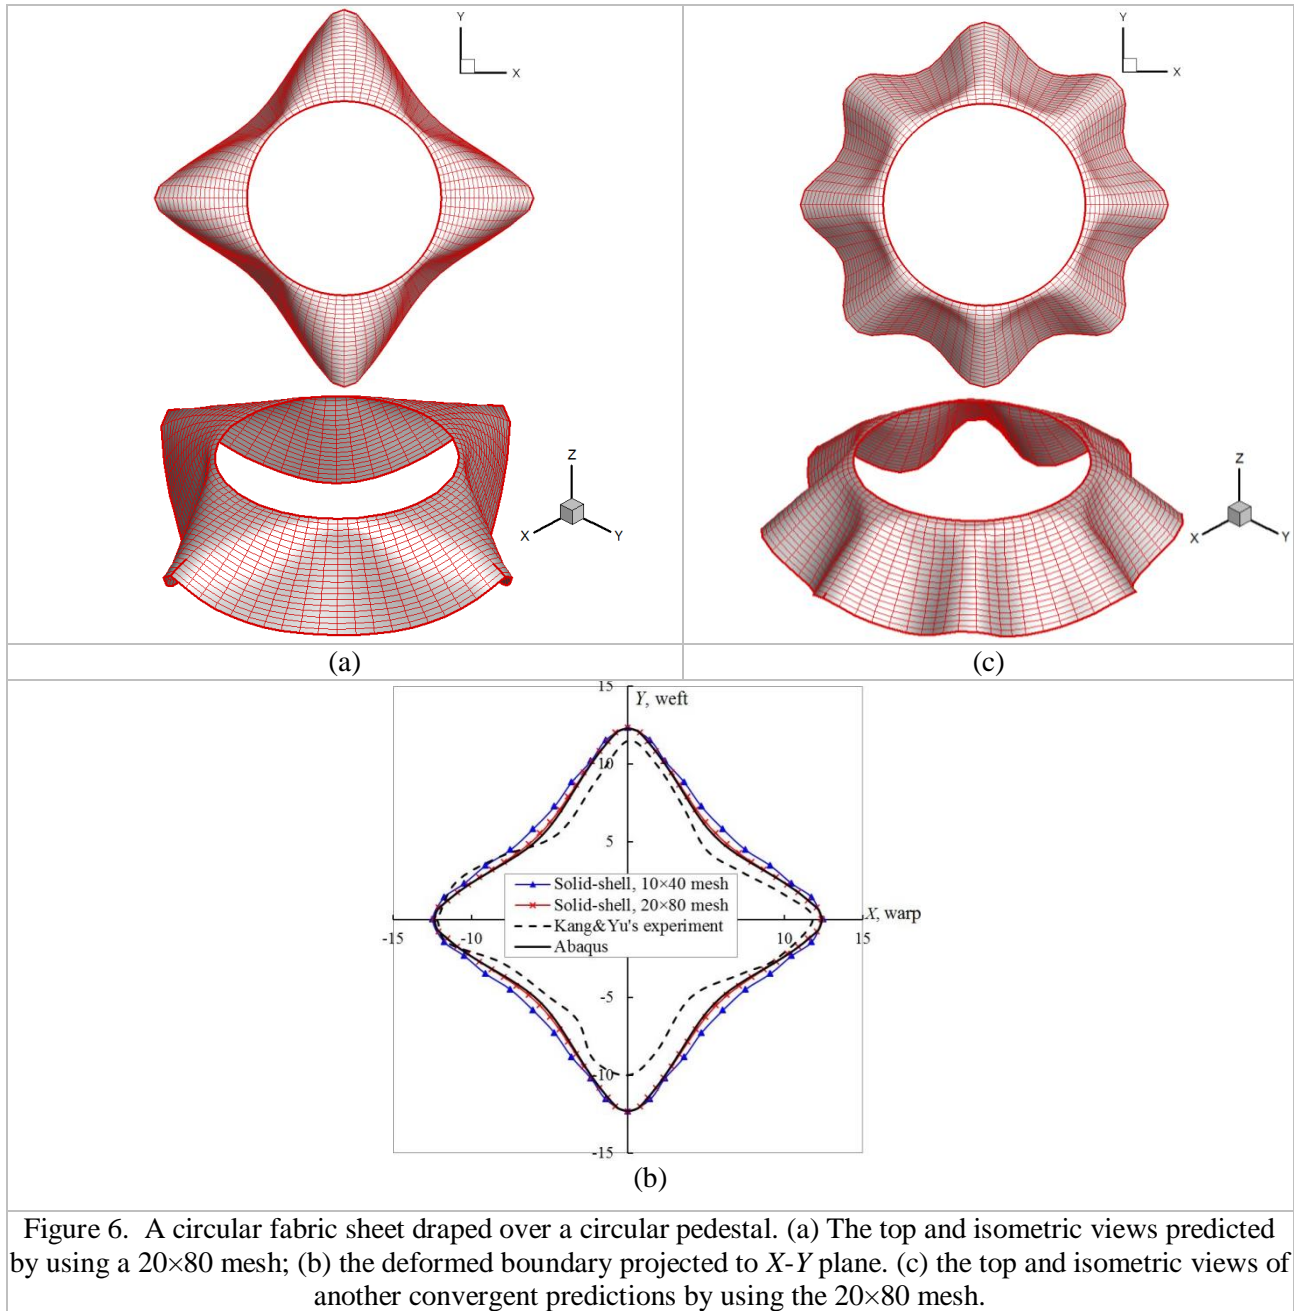 Y
X
Y
X
Z
X
Y
Z
X
Y
(a)
(c)
15
Y, weft
10
5
Solid-shell, 10×40 mesh
Solid-shell, 20×80 mesh
Kang&Yu's experiment
Abaqus
X, warp
-15
-10
10
15
-5
-10
-15
(b)
Figure 6. A circular fabric sheet draped over a circular pedestal. (a) The top and isometric views predicted
by using a 20×80 mesh; (b) the deformed boundary projected to X-Y plane. (c) the top and isometric views of
another convergent predictions by using the 20×80 mesh.